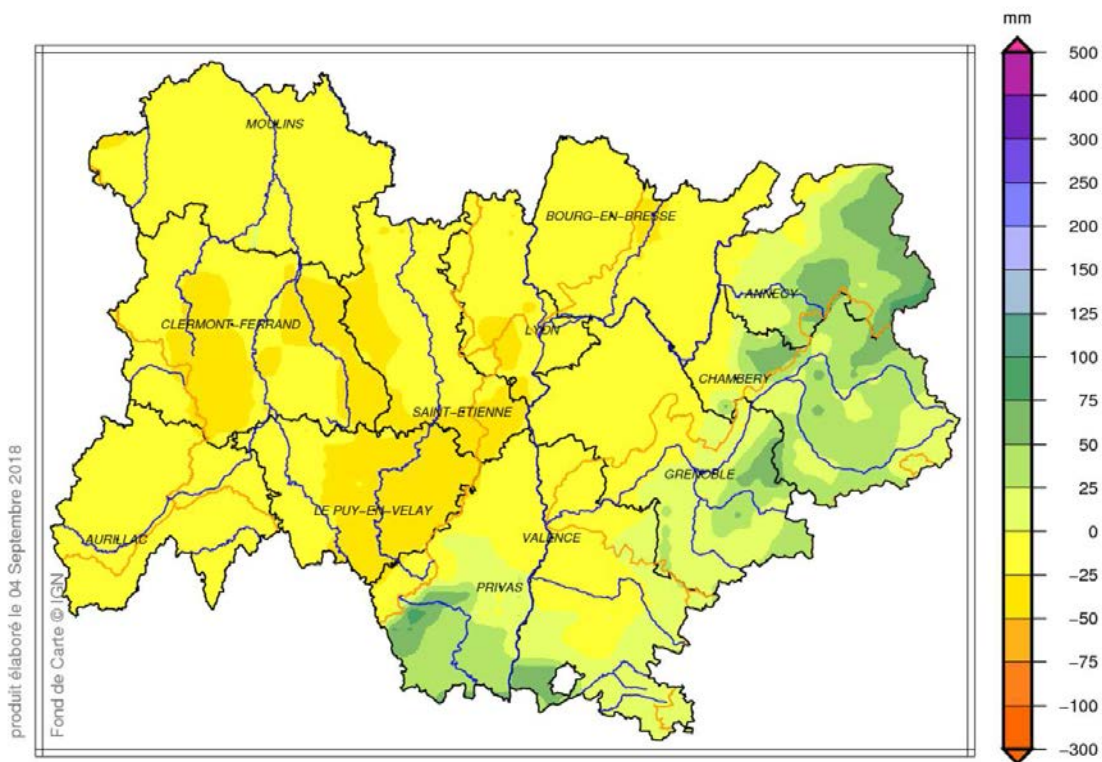 mm
500
400
300
250
200
150
125
100
75
50
25
0
−25
−50
−75
−100
−300
MOULINS
BOURG-EN-BRESSE
ANNECY
CLERMONT-FERRAND
LYON
CHAMBERY
SAINT-ETIENNE
GRENOBLE
LE PUY-EN-VELAY
AURILLAC
VALENCE
PRIVAS
produit élaboré le 04 Septembre 2018
Fond de Carte © IGN